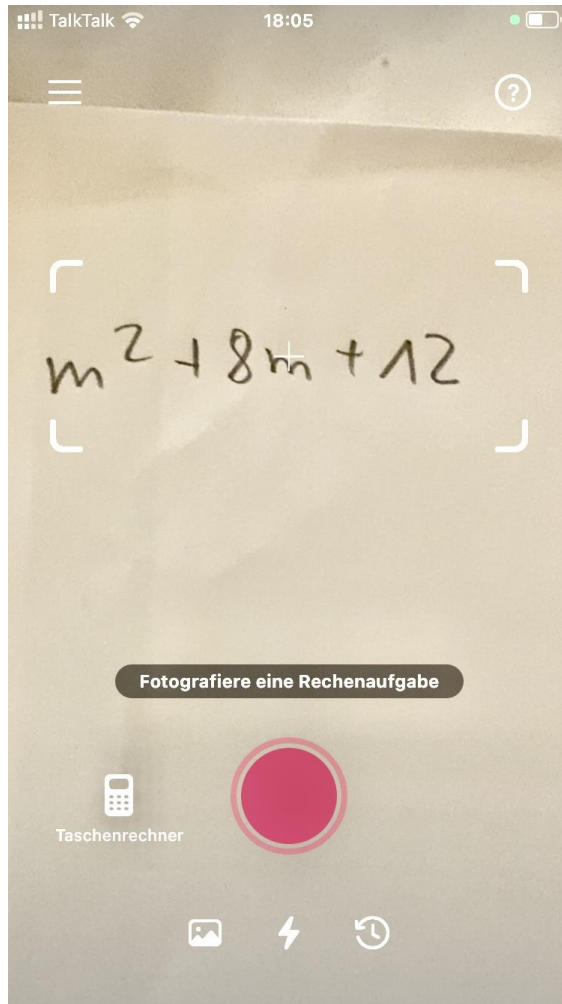 TalkTalk 18:05
?
m² + 8m + 12
Fotografiere eine Rechenaufgabe
Taschenrechner